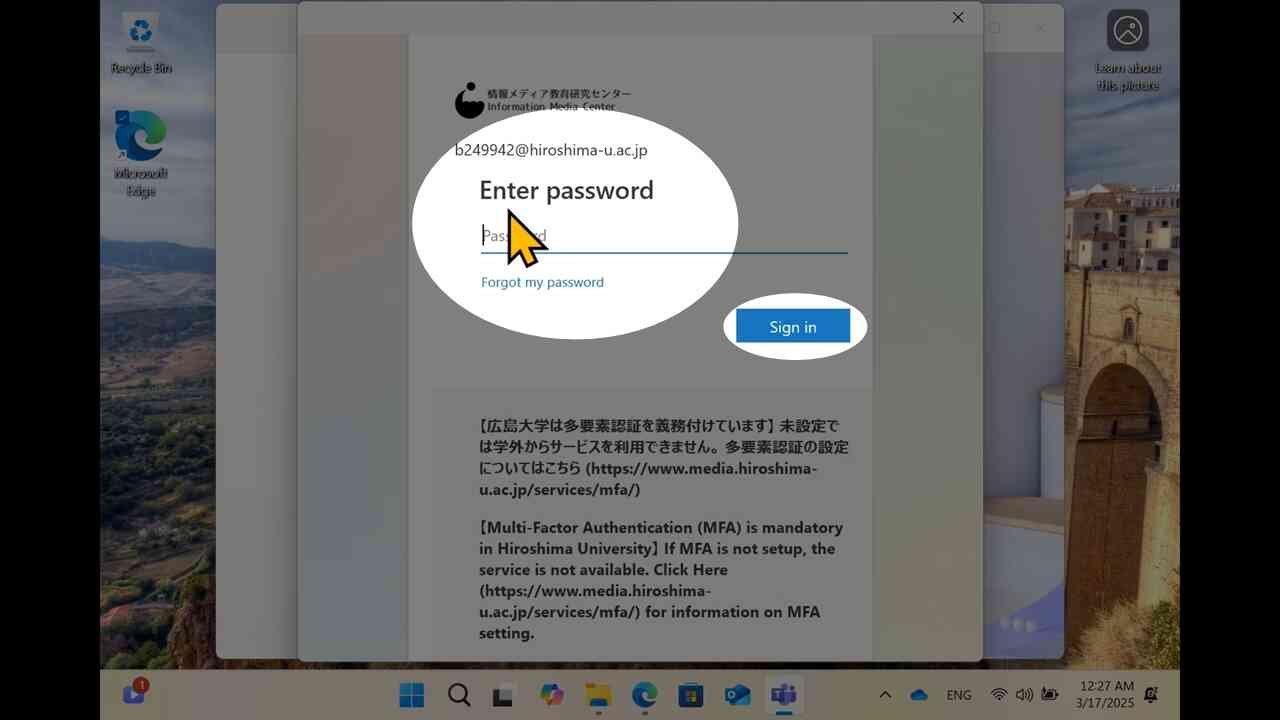 Recycle Bin
Microsoft
Edge
Learn about
this picture
情報メディア教育研究センター
Information Media Center
b249942@hiroshima-u.ac.jp
Enter password
Password
Forgot my password
Sign in
【広島大学は多要素認証を義務付けています】 未設定で
は学外からサービスを利用できません。多要素認証の設定
についてはこちら (https://www.media.hiroshima-
u.ac.jp/services/mfa/)
【Multi-Factor Authentication (MFA) is mandatory
in Hiroshima University】 If MFA is not setup, the
service is not available. Click Here
(https://www.media.hiroshima-
u.ac.jp/services/mfa/) for information on MFA
setting.
1
ENG
12:27 AM
3/17/2025